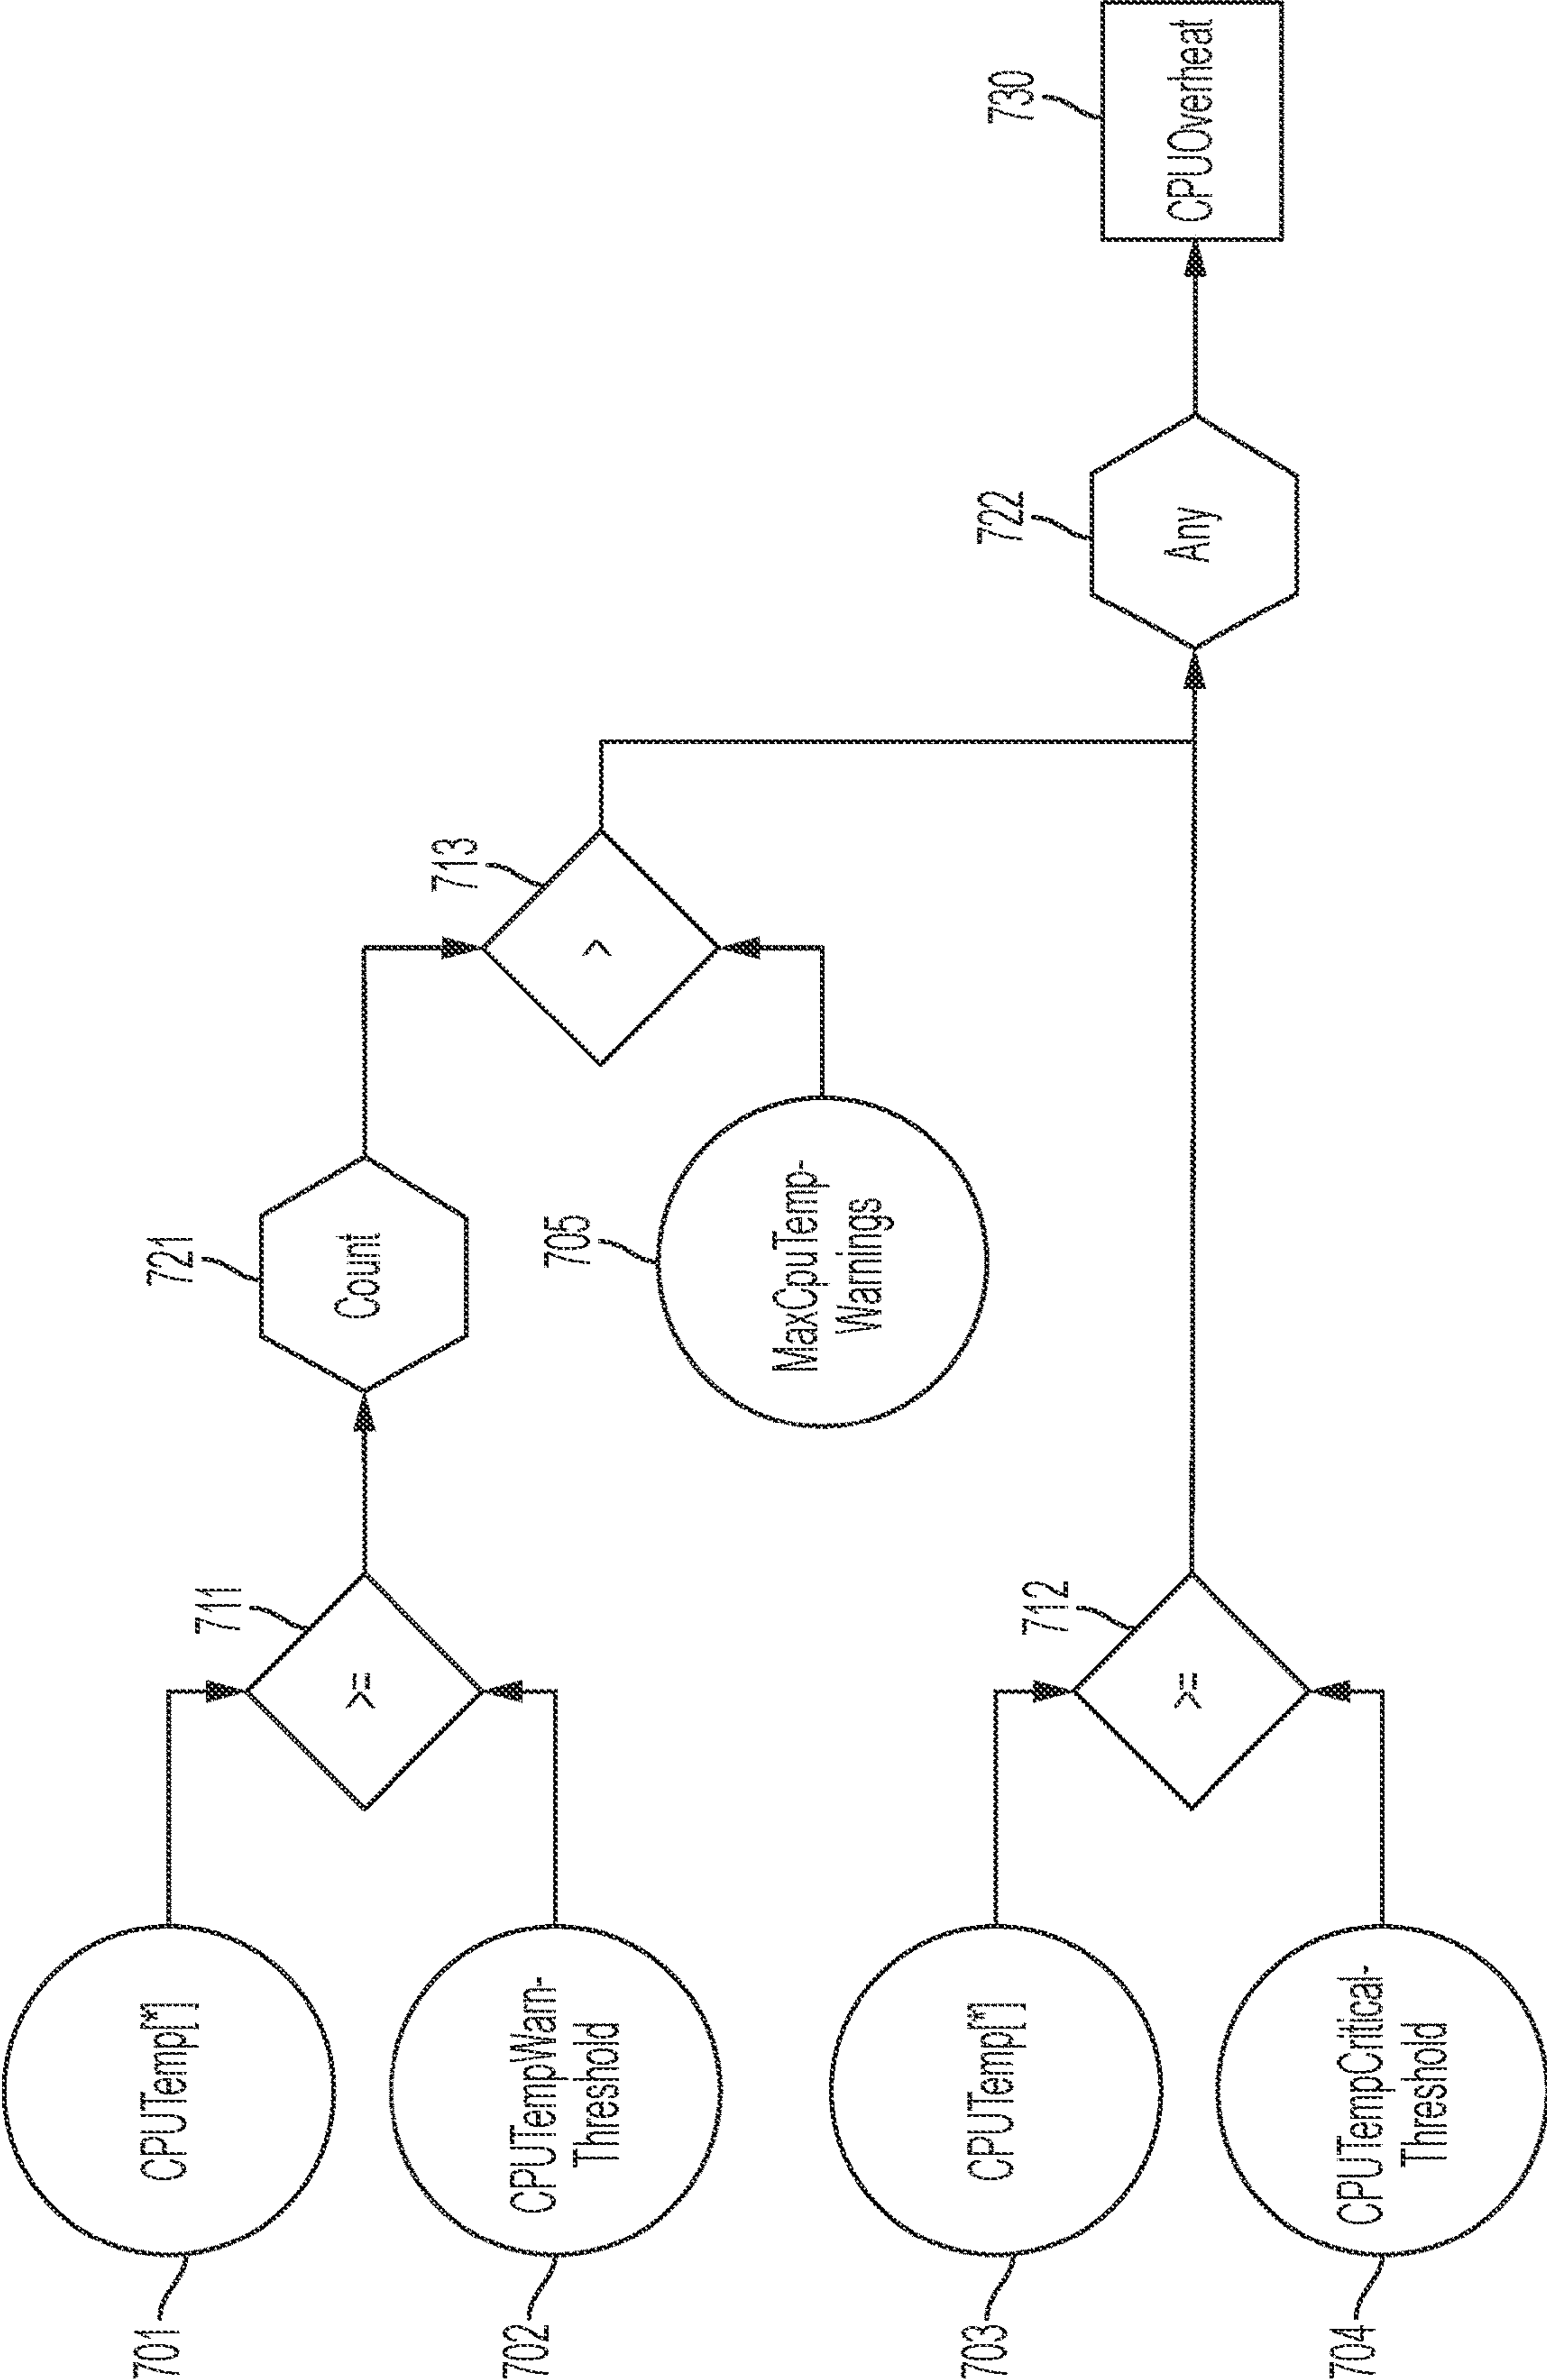 701
CPUTemp[*]
711
>=
721
Count
702
CPUTempWarn-
Threshold
713
>
705
MaxCpuTemp-
Warnings
703
CPUTemp[*]
712
>=
722
Any
730
CPUOverheat
704
CPUTempCritical-
Threshold